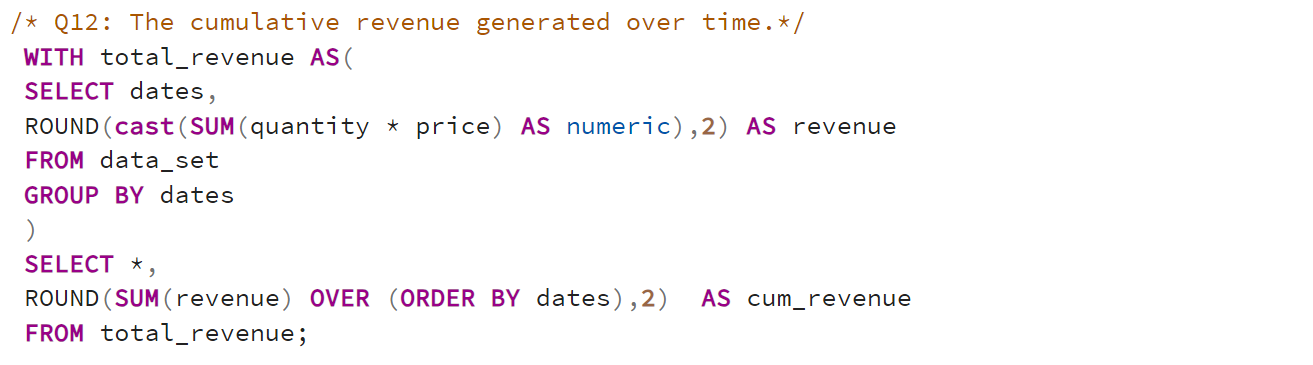 /* Q12: The cumulative revenue generated over time.*/
WITH total_revenue AS(
SELECT dates,
ROUND(cast(SUM(quantity * price) AS numeric),2) AS revenue
FROM data_set
GROUP BY dates
)
SELECT *,
ROUND(SUM(revenue) OVER (ORDER BY dates),2)  AS cum_revenue
FROM total_revenue;